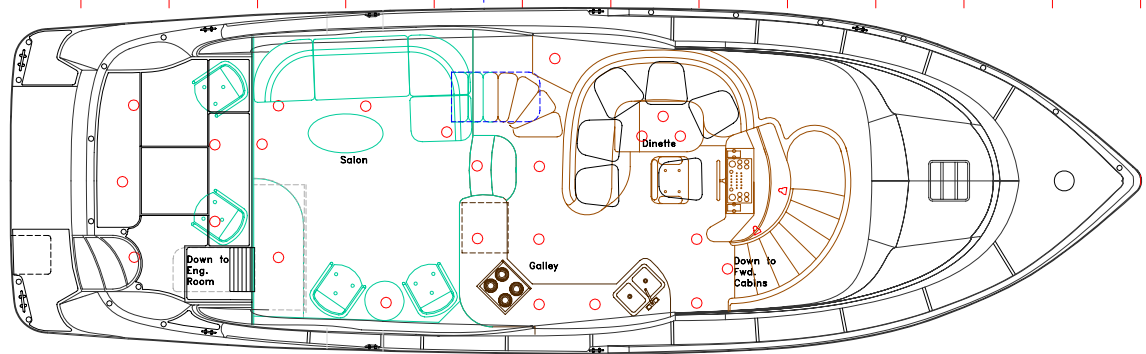 Salon
Dinette
Galley
Down to
Eng.
Room
Down to
Fwd.
Cabins